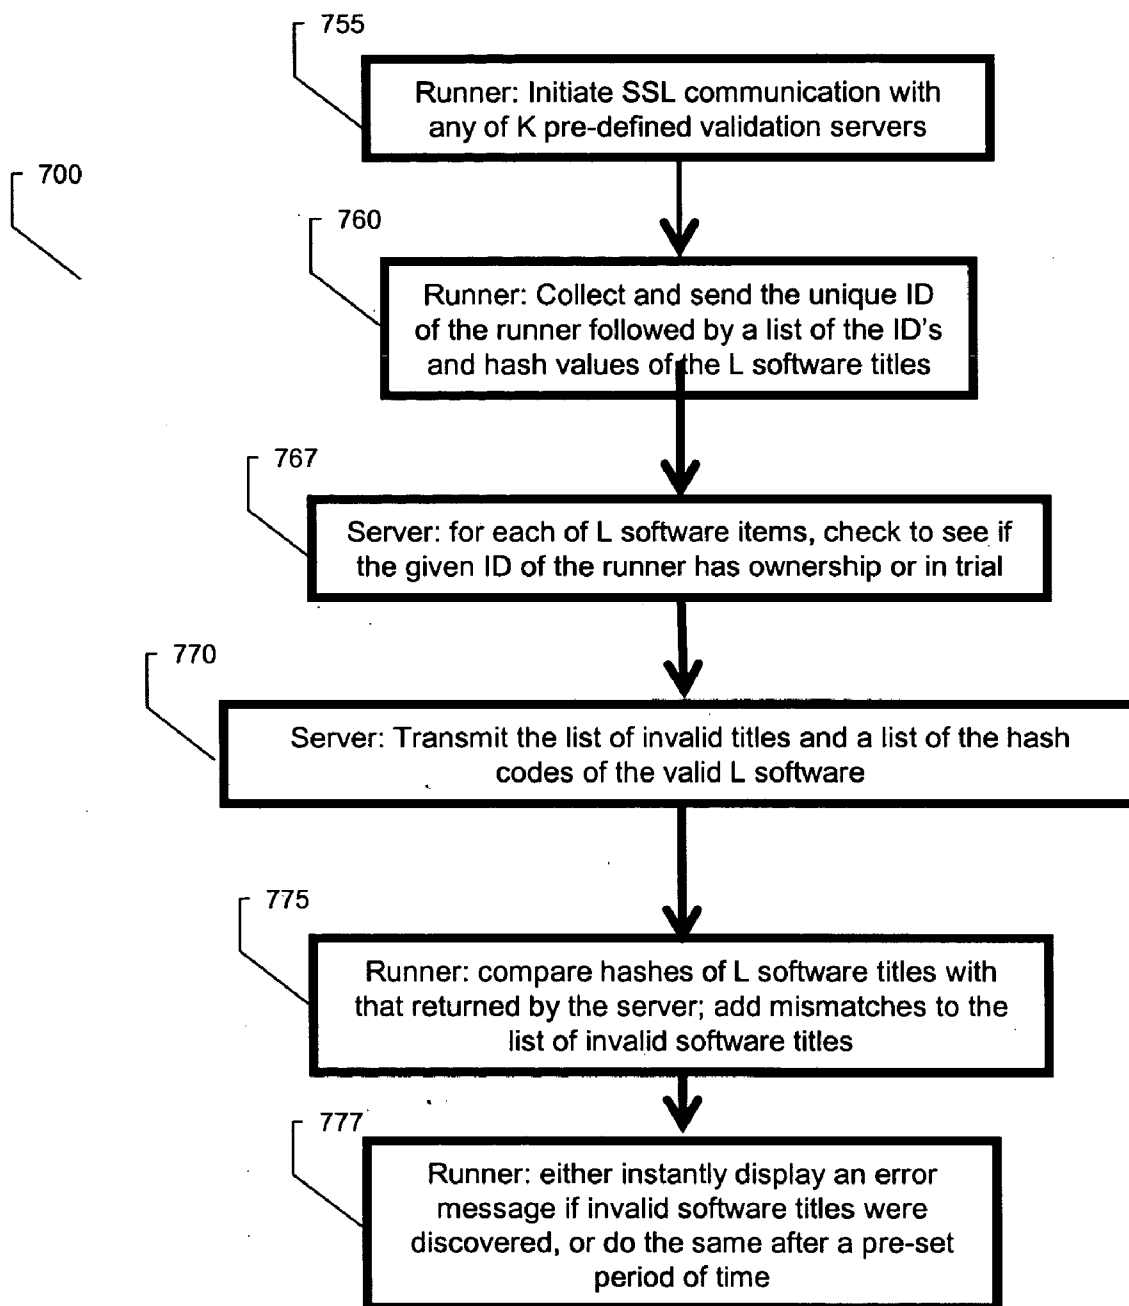 755
Runner: Initiate SSL communication with
any of K pre-defined validation servers
700
760
Runner: Collect and send the unique ID
of the runner followed by a list of the ID's
and hash values of the L software titles
767
Server: for each of L software items, check to see if
the given ID of the runner has ownership or in trial
770
Server: Transmit the list of invalid titles and a list of the hash
codes of the valid L software
775
Runner: compare hashes of L software titles with
that returned by the server; add mismatches to the
list of invalid software titles
777
Runner: either instantly display an error
message if invalid software titles were
discovered, or do the same after a pre-set
period of time